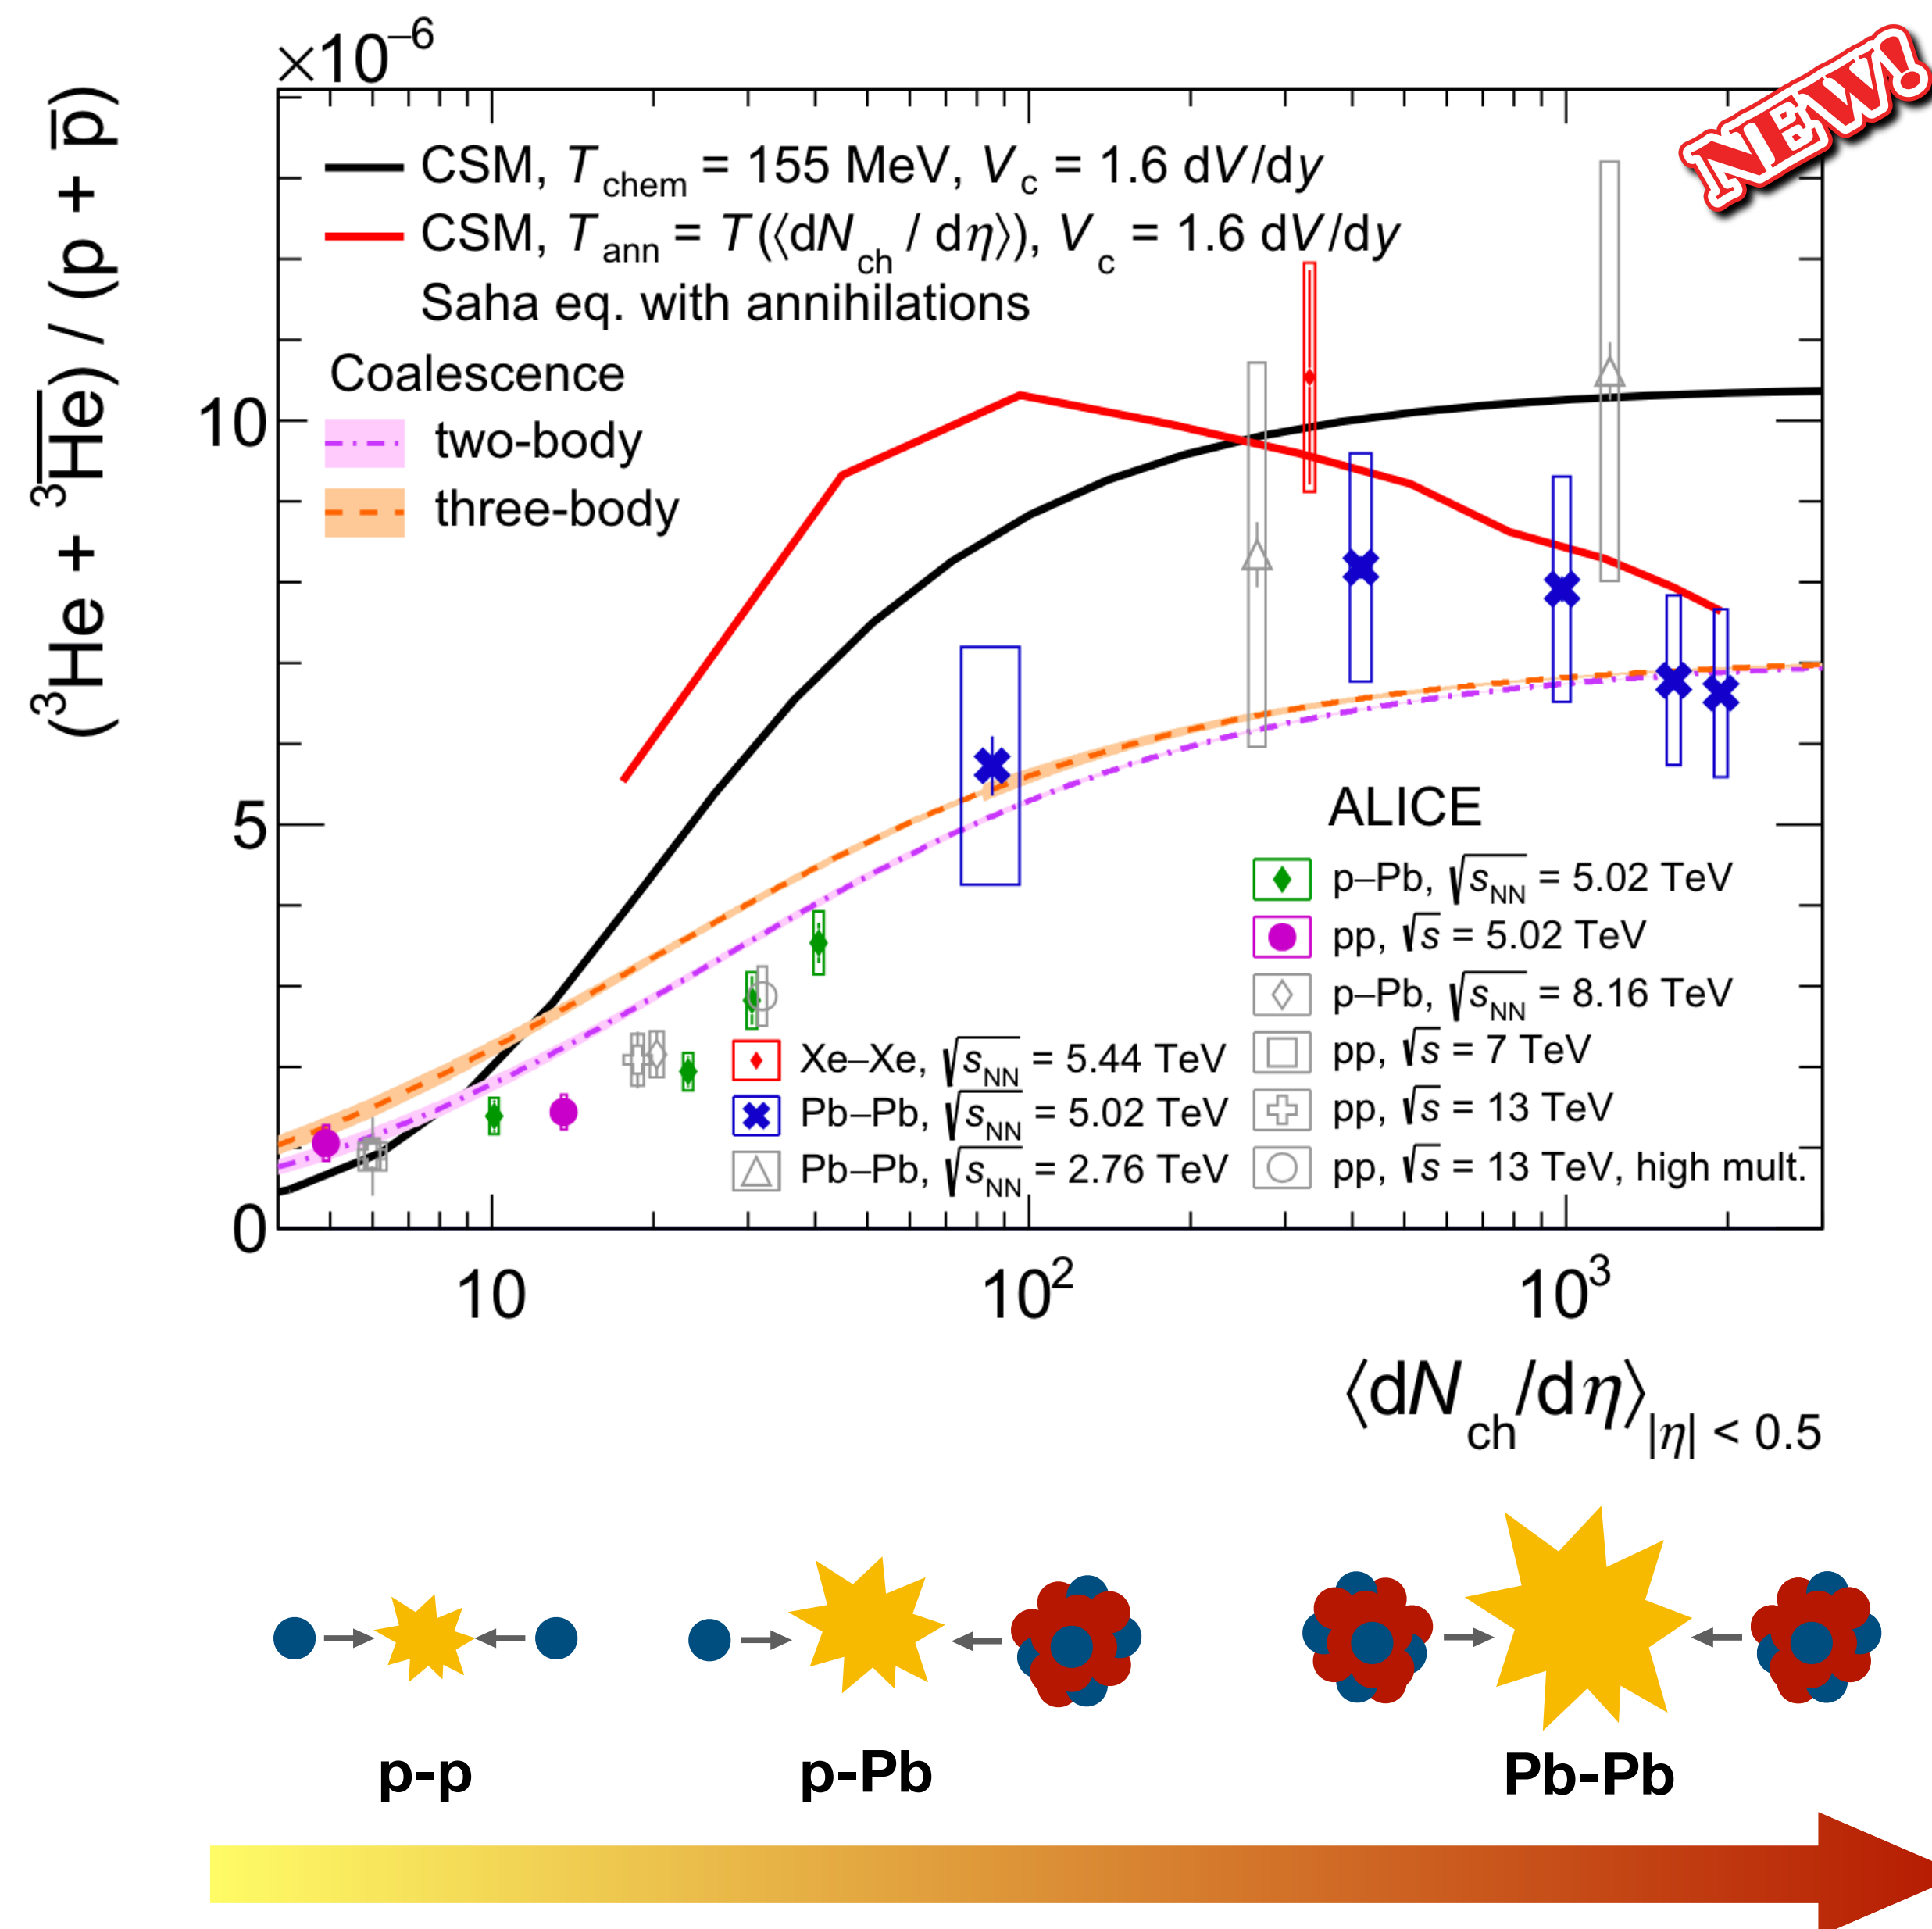 ×10⁻⁶
NEW!
(³He + ³H̅e̅) / (p + p̅)
CSM, T_chem = 155 MeV, V_c = 1.6 dV/dy
CSM, T_ann = T(⟨dN_ch / dη⟩), V_c = 1.6 dV/dy
Saha eq. with annihilations
Coalescence
two-body
three-body
10
5
0
ALICE
p–Pb, √s_NN = 5.02 TeV
pp, √s = 5.02 TeV
p–Pb, √s_NN = 8.16 TeV
pp, √s = 7 TeV
pp, √s = 13 TeV
pp, √s = 13 TeV, high mult.
Xe–Xe, √s_NN = 5.44 TeV
Pb–Pb, √s_NN = 5.02 TeV
Pb–Pb, √s_NN = 2.76 TeV
10 10² 10³
⟨dN_ch/dη⟩_|η| < 0.5
p-p p-Pb Pb-Pb